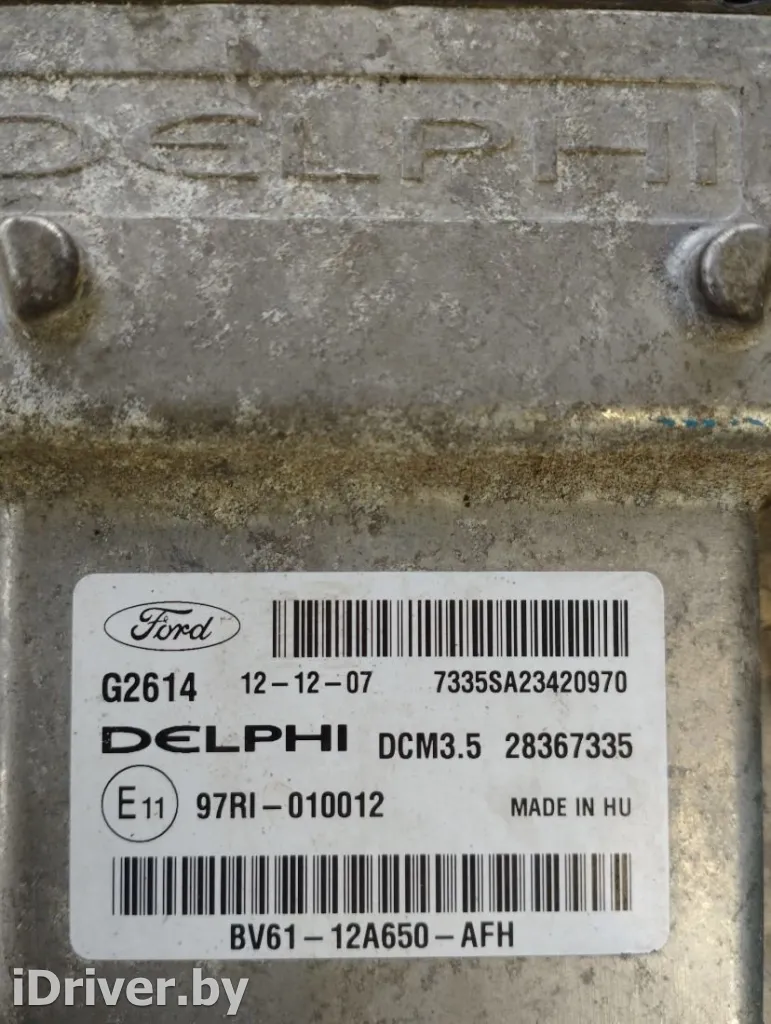 DELPHI
Ford
G2614 12-12-07 7335SA23420970
DELPHI DCM3.5 28367335
E11 97RI-010012 MADE IN HU
BV61-12A650-AFH
iDriver.by